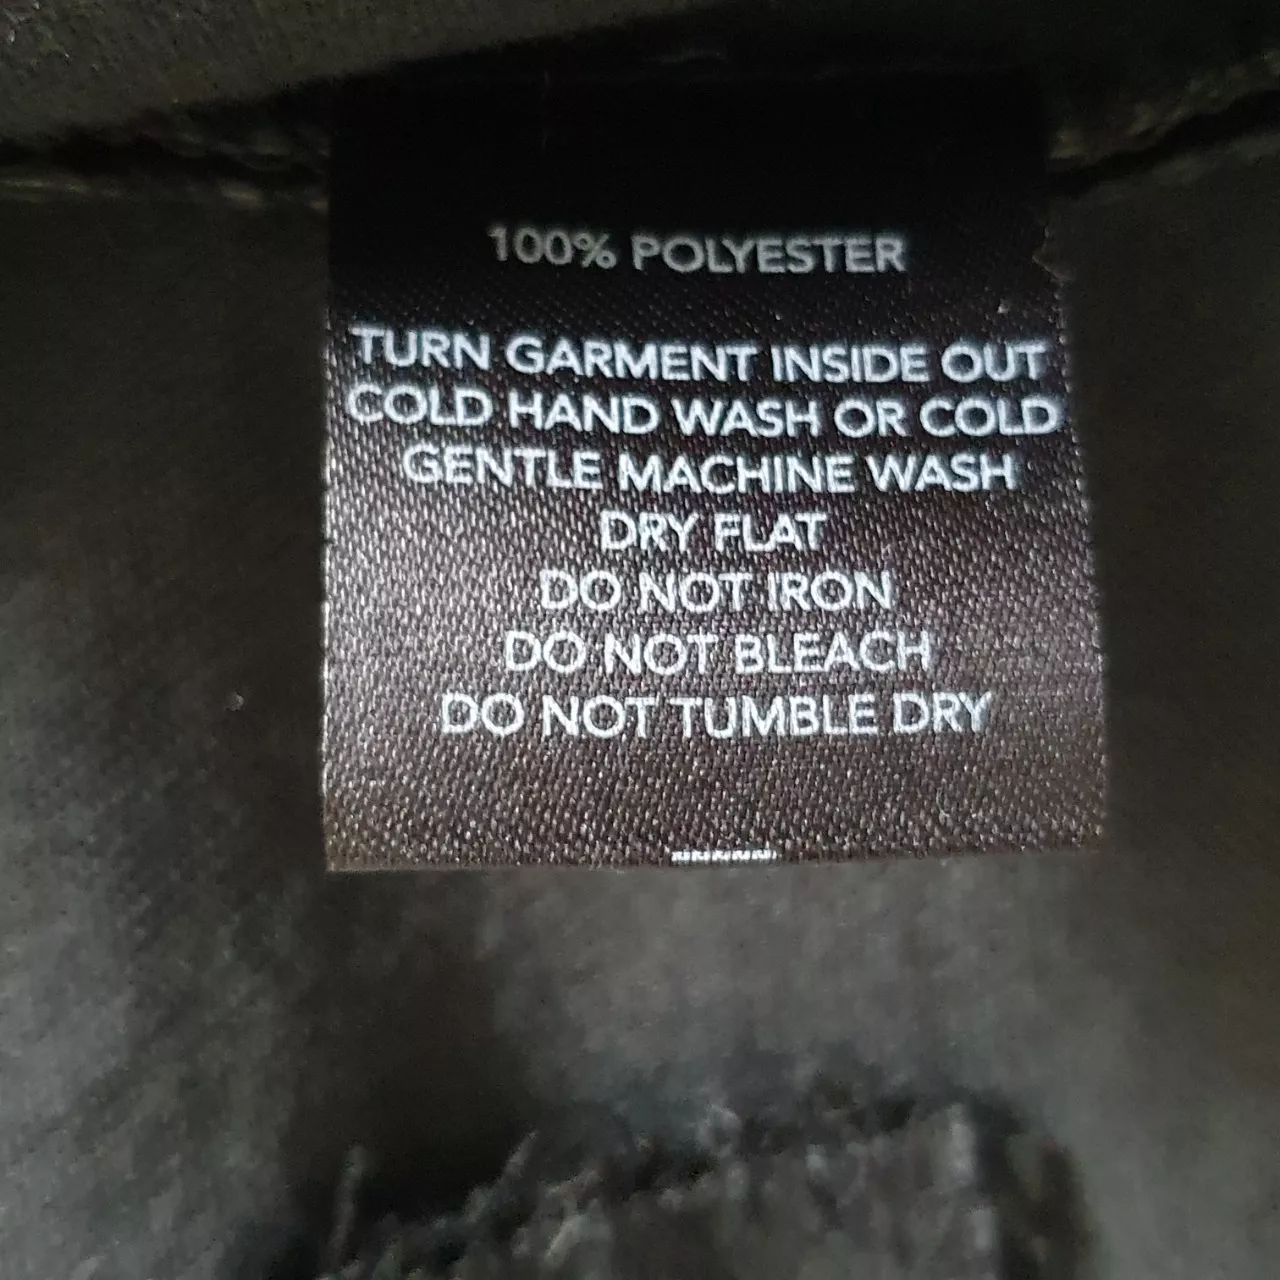 100% POLYESTER
TURN GARMENT INSIDE OUT
COLD HAND WASH OR COLD
GENTLE MACHINE WASH
DRY FLAT
DO NOT IRON
DO NOT BLEACH
DO NOT TUMBLE DRY